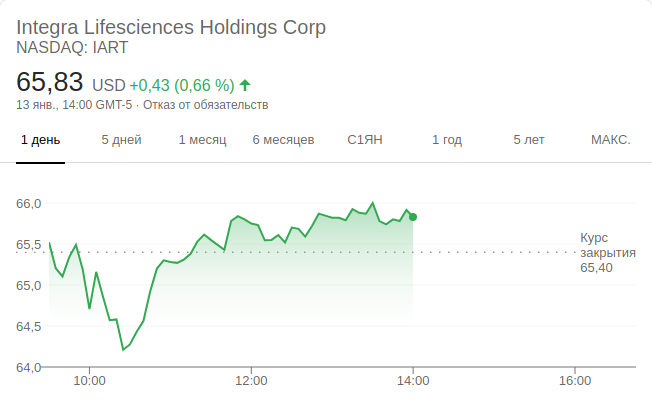 Integra Lifesciences Holdings Corp
NASDAQ: IART
65,83 USD +0,43 (0,66 %)
13 янв., 14:00 GMT-5 · Отказ от обязательств
1 день 5 дней 1 месяц 6 месяцев С1ЯН 1 год 5 лет МАКС.
66,0
65,5
65,0
64,5
64,0
Курс
закрытия
65,40
10:00 12:00 14:00 16:00